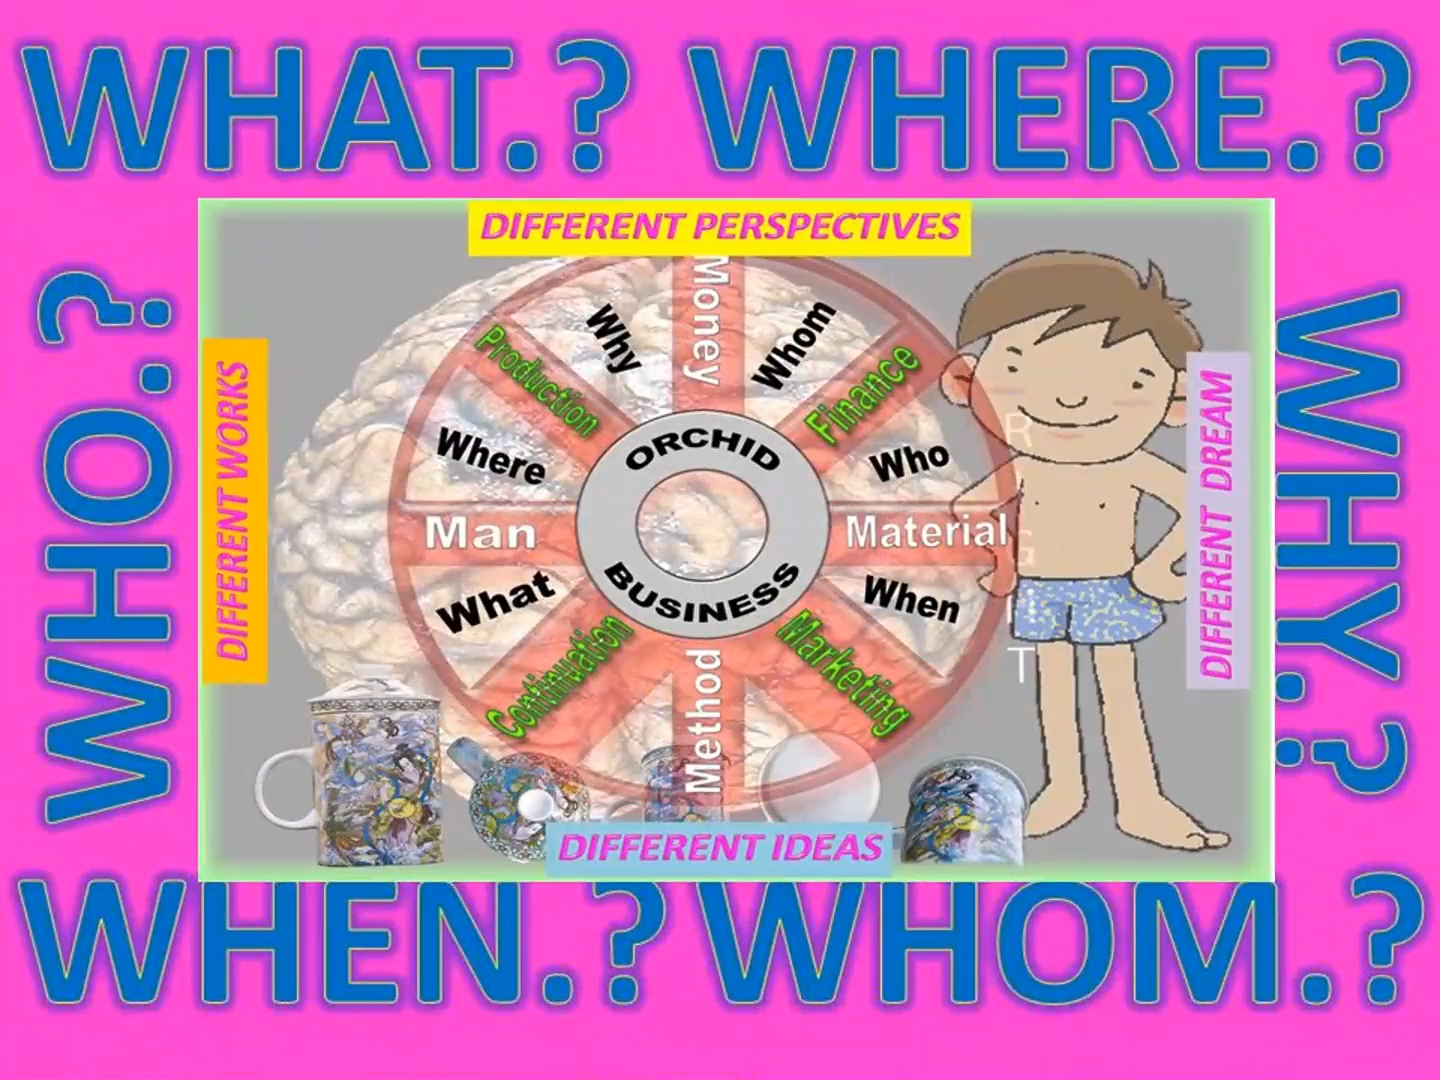 WHAT.? WHERE.?
DIFFERENT PERSPECTIVES
WHO.?
WHY.?
DIFFERENT WORKS
DIFFERENT DREAM
Money
Why
Whom
Production
Finance
Where
Who
ORCHID
BUSINESS
Man
Material
What
When
Continuation
Marketing
Method
R
G
T
DIFFERENT IDEAS
WHEN.? WHOM.?